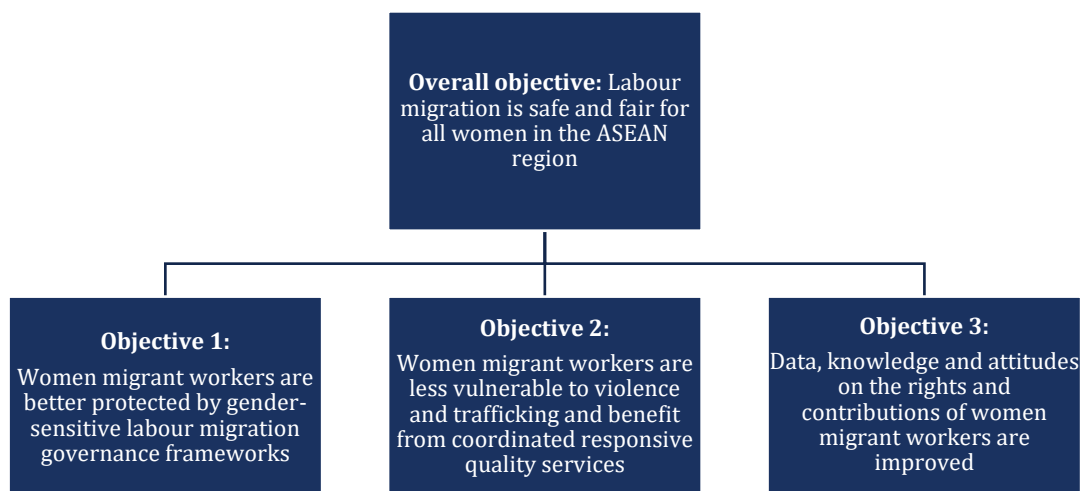 Overall objective: Labour
migration is safe and fair for
all women in the ASEAN
region
Objective 1:
Women migrant workers are
better protected by gender-
sensitive labour migration
governance frameworks
Objective 2:
Women migrant workers are
less vulnerable to violence
and trafficking and benefit
from coordinated responsive
quality services
Objective 3:
Data, knowledge and attitudes
on the rights and
contributions of women
migrant workers are
improved